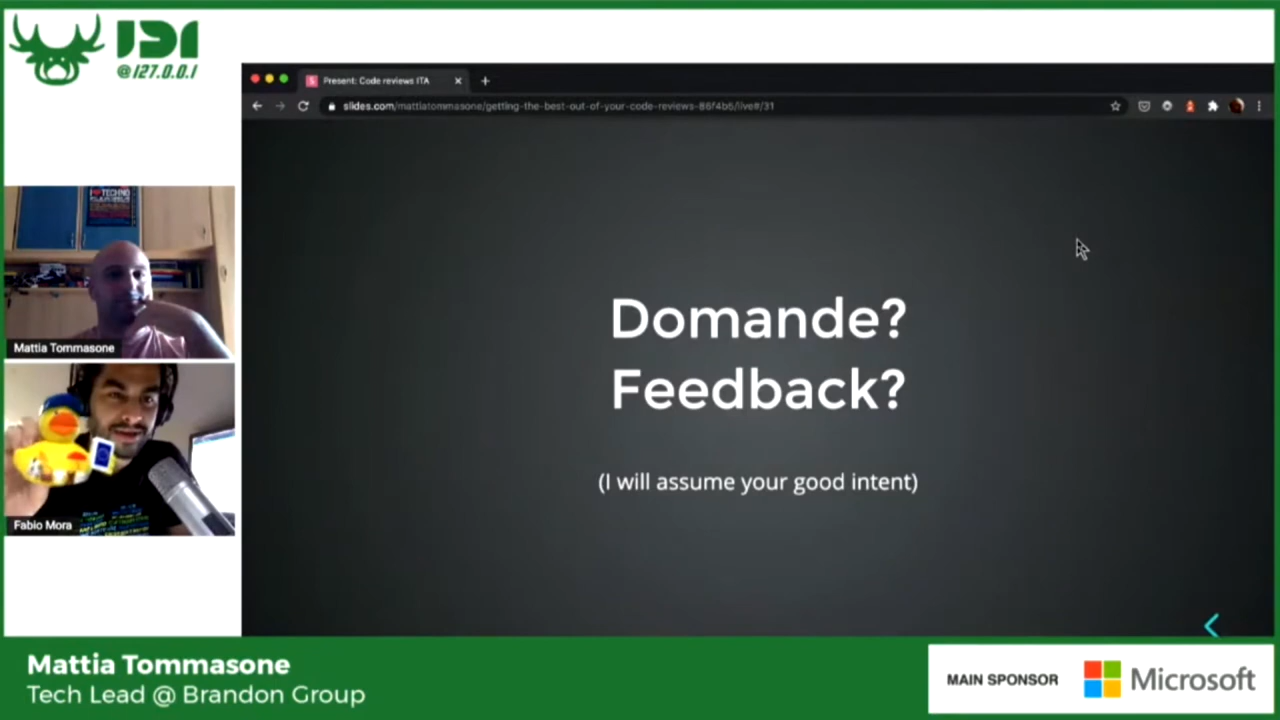 IDI
@127.0.0.1
Present: Code reviews ITA
slides.com/mattiatommasone/getting-the-best-out-of-your-code-reviews-86f4b6/live#/31
I ♥ TECHNO
Mattia Tommasone
Fabio Mora
Domande?
Feedback?
(I will assume your good intent)
Mattia Tommasone
Tech Lead @ Brandon Group
MAIN SPONSOR
Microsoft